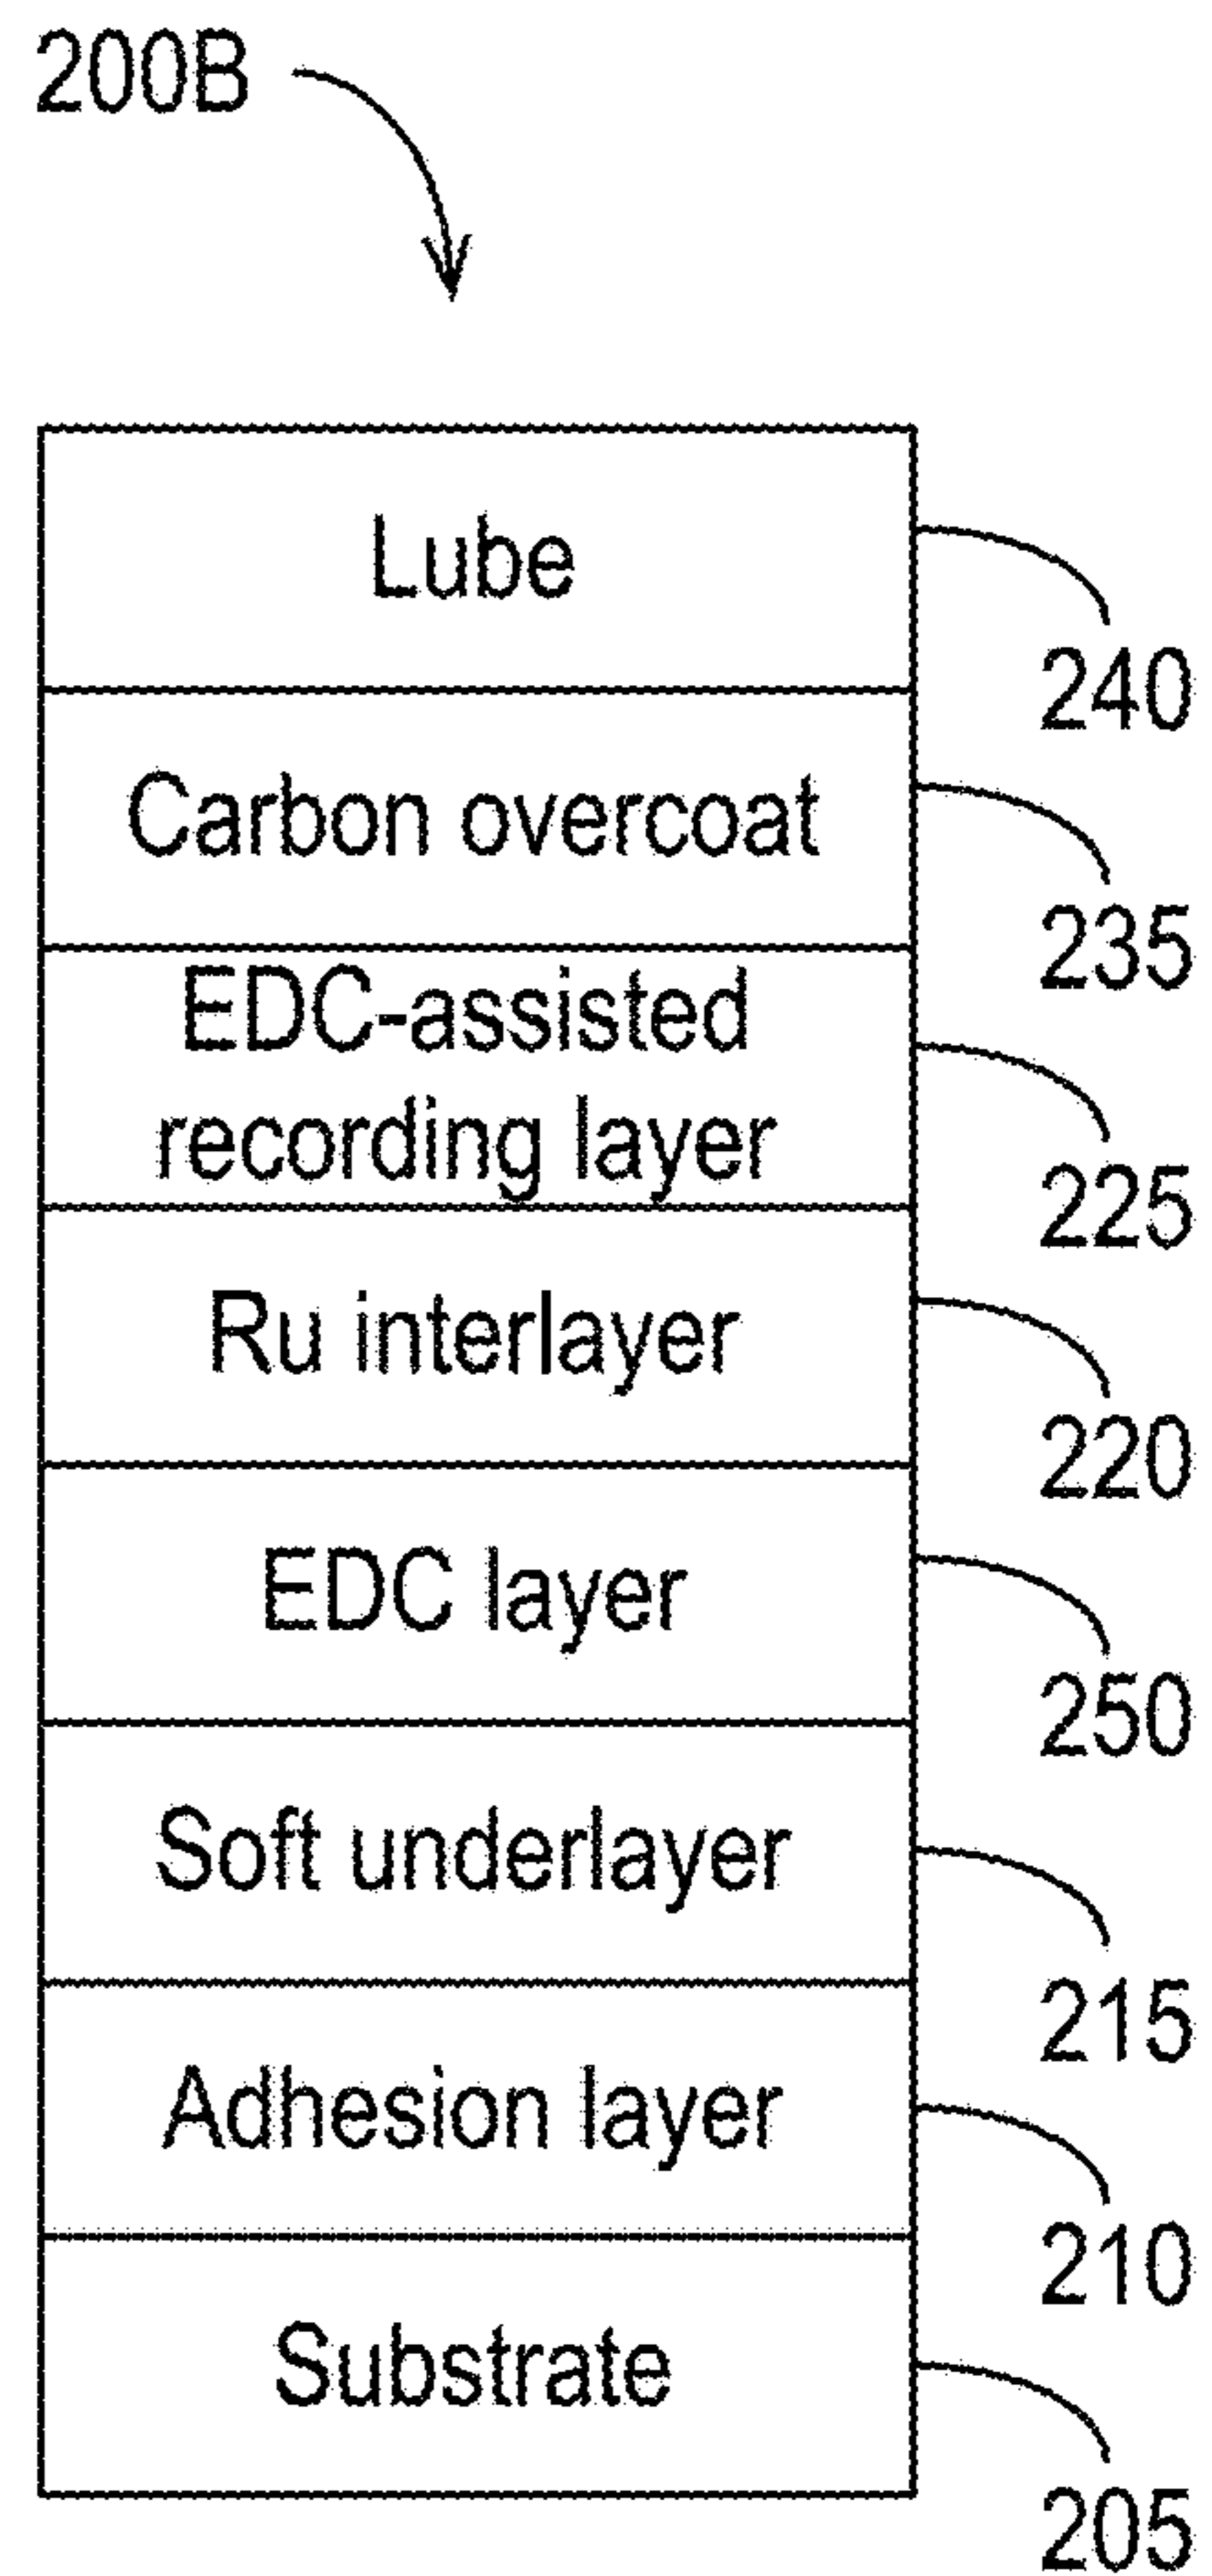 200B
Lube
240
Carbon overcoat
235
EDC-assisted
recording layer
225
Ru interlayer
220
EDC layer
250
Soft underlayer
215
Adhesion layer
210
Substrate
205